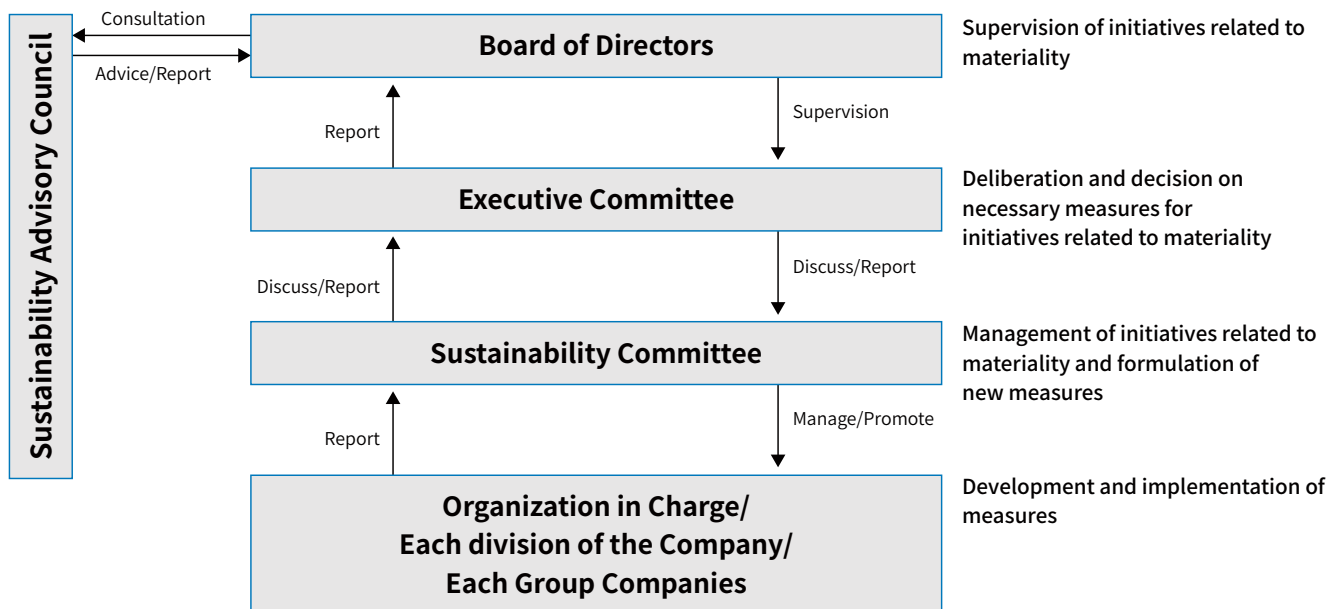 Consultation
Advice/Report
Sustainability Advisory Council
Board of Directors
Supervision of initiatives related to
materiality
Report
Supervision
Executive Committee
Deliberation and decision on
necessary measures for
initiatives related to materiality
Discuss/Report
Discuss/Report
Sustainability Committee
Management of initiatives related to
materiality and formulation of
new measures
Report
Manage/Promote
Organization in Charge/
Each division of the Company/
Each Group Companies
Development and implementation of
measures